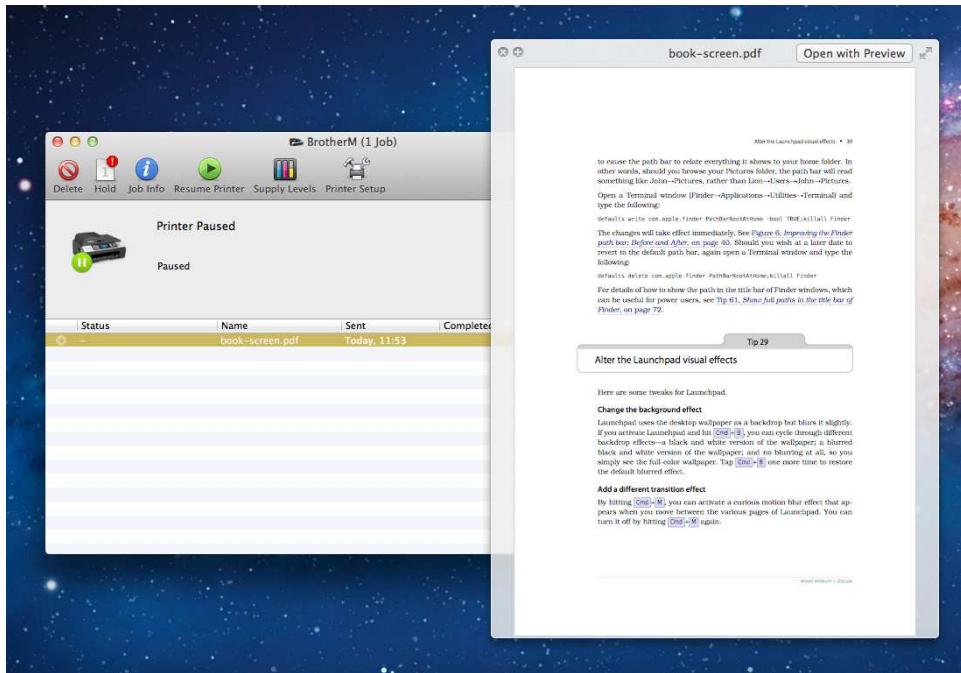 BrotherM (1 Job)
Delete Hold Job Info Resume Printer Supply Levels Printer Setup
Printer Paused
Paused
Status Name Sent Completed
– book-screen.pdf Today, 11:53
book-screen.pdf Open with Preview
Alter the Launchpad visual effects • 39
to cause the path bar to relate everything it shows to your home folder. In
other words, should you browse your Pictures folder, the path bar will read
something like John→Pictures, rather than Lion→Users→John→Pictures.
Open a Terminal window (Finder→Applications→Utilities→Terminal) and
type the following:
defaults write com.apple.finder PathBarRootAtHome -bool TRUE;killall Finder
The changes will take effect immediately. See Figure 6, Improving the Finder
path bar: Before and After, on page 40. Should you wish at a later date to
revert to the default path bar, again open a Terminal window and type the
following:
defaults delete com.apple.finder PathBarRootAtHome;killall Finder
For details of how to show the path in the title bar of Finder windows, which
can be useful for power users, see Tip 61, Show full paths in the title bar of
Finder, on page 72.
Tip 29
Alter the Launchpad visual effects
Here are some tweaks for Launchpad.
Change the background effect
Launchpad uses the desktop wallpaper as a backdrop but blurs it slightly.
If you activate Launchpad and hit Cmd+B, you can cycle through different
backdrop effects—a black and white version of the wallpaper; a blurred
black and white version of the wallpaper; and no blurring at all, so you
simply see the full-color wallpaper. Tap Cmd+B one more time to restore
the default blurred effect.
Add a different transition effect
By hitting Cmd+M, you can activate a curious motion blur effect that ap-
pears when you move between the various pages of Launchpad. You can
turn it off by hitting Cmd+M again.